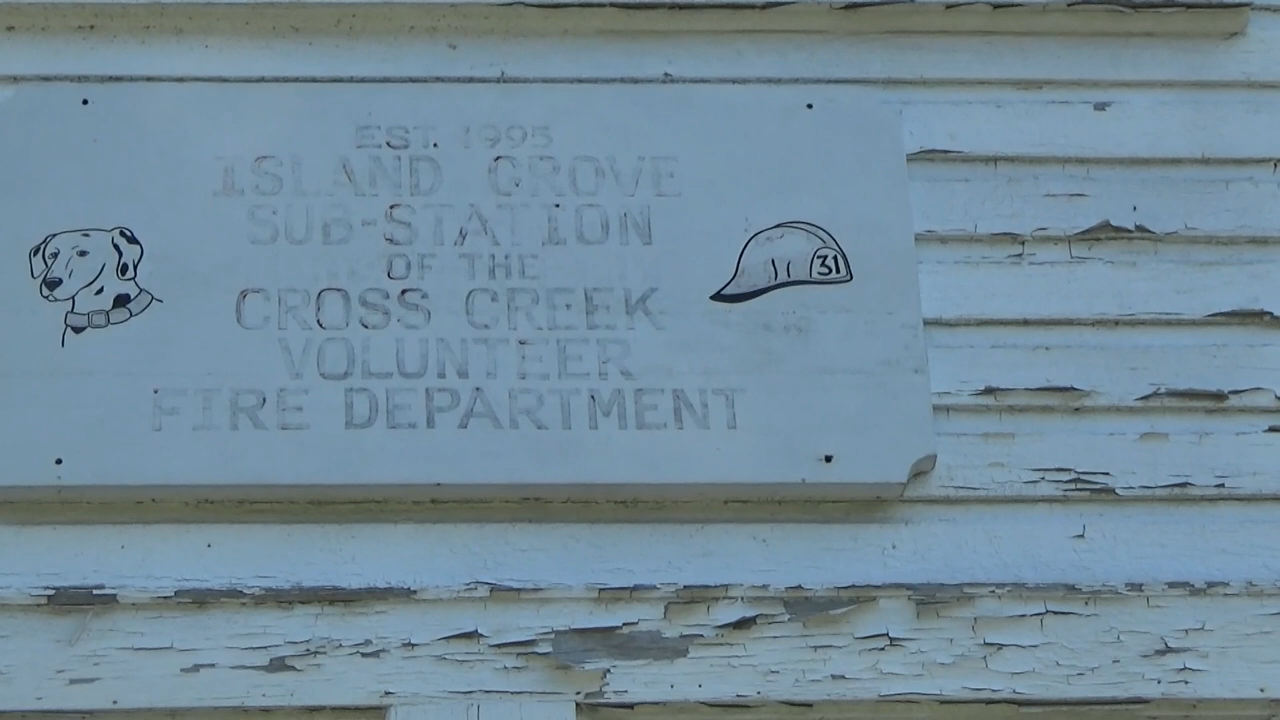 EST. 1995
ISLAND GROVE
SUB-STATION
OF THE
CROSS CREEK
VOLUNTEER
FIRE DEPARTMENT
31